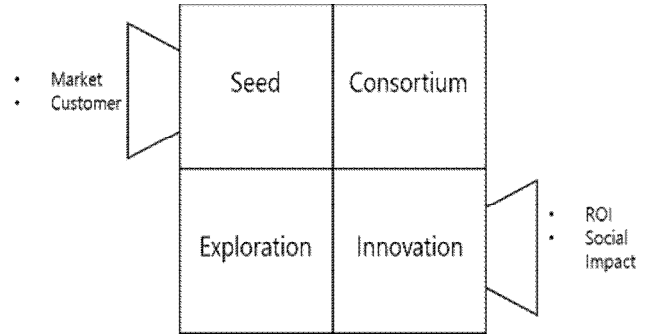 • Market
• Customer
Seed
Consortium
Exploration
Innovation
• ROI
• Social
Impact